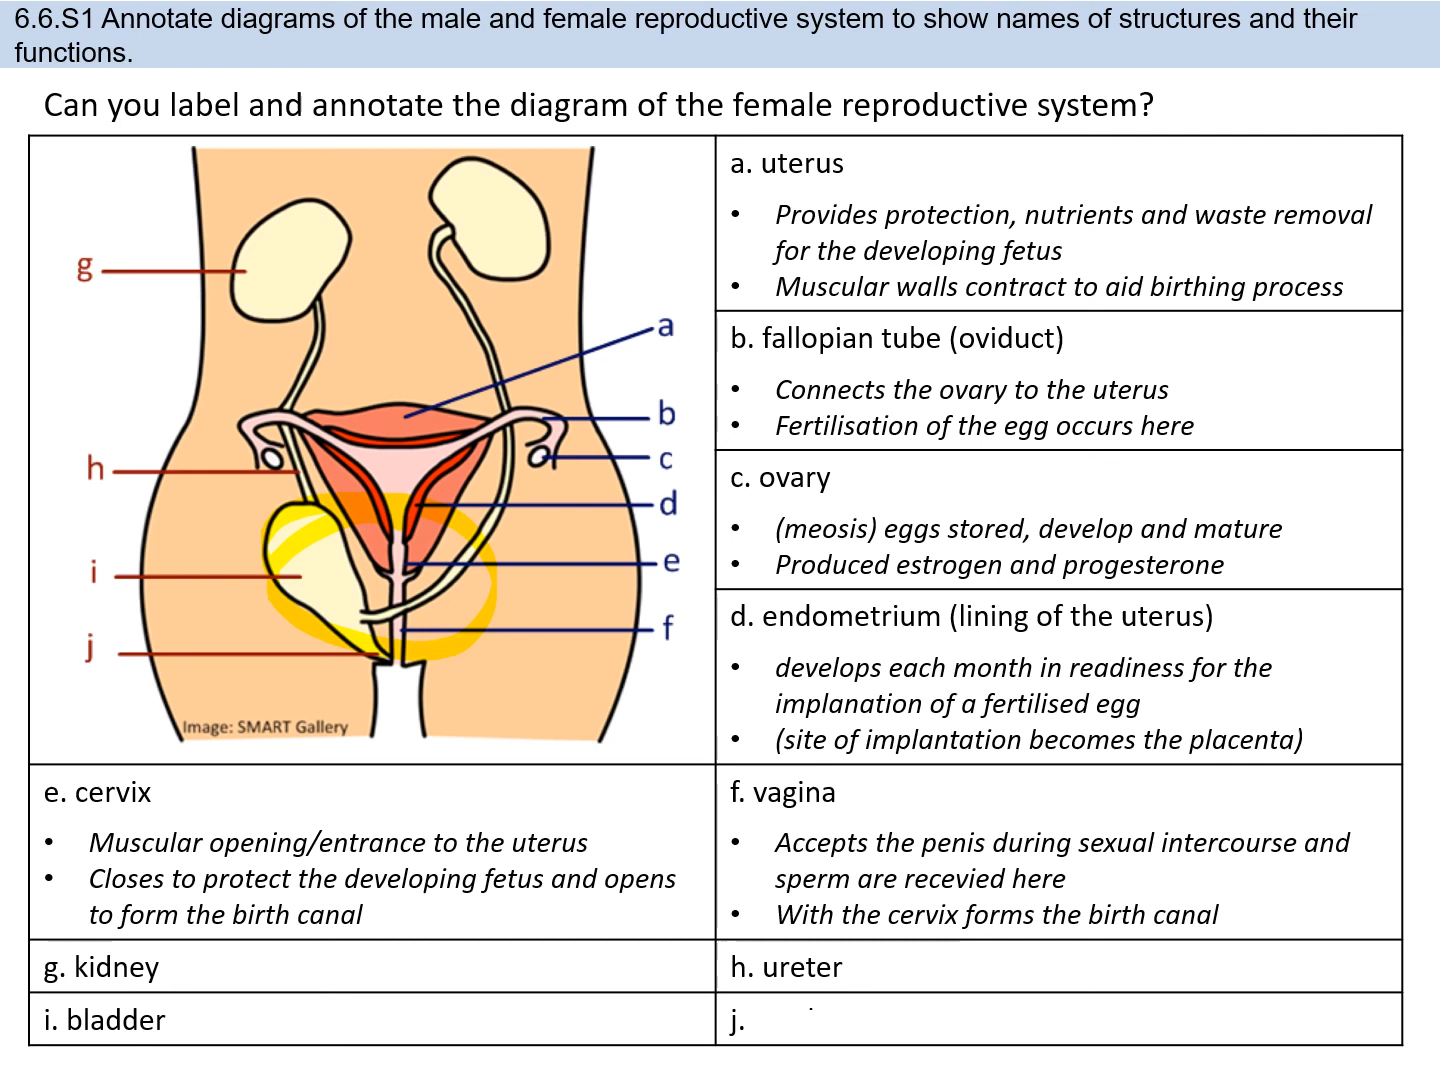 6.6.S1 Annotate diagrams of the male and female reproductive system to show names of structures and their
functions.
Can you label and annotate the diagram of the female reproductive system?
g
a
b
h
c
d
e
i
f
j
Image: SMART Gallery
a. uterus
• Provides protection, nutrients and waste removal
for the developing fetus
• Muscular walls contract to aid birthing process
b. fallopian tube (oviduct)
• Connects the ovary to the uterus
• Fertilisation of the egg occurs here
c. ovary
• (meosis) eggs stored, develop and mature
• Produced estrogen and progesterone
d. endometrium (lining of the uterus)
• develops each month in readiness for the
implanation of a fertilised egg
• (site of implantation becomes the placenta)
e. cervix
• Muscular opening/entrance to the uterus
• Closes to protect the developing fetus and opens
to form the birth canal
f. vagina
• Accepts the penis during sexual intercourse and
sperm are recevied here
• With the cervix forms the birth canal
g. kidney
h. ureter
i. bladder
j.